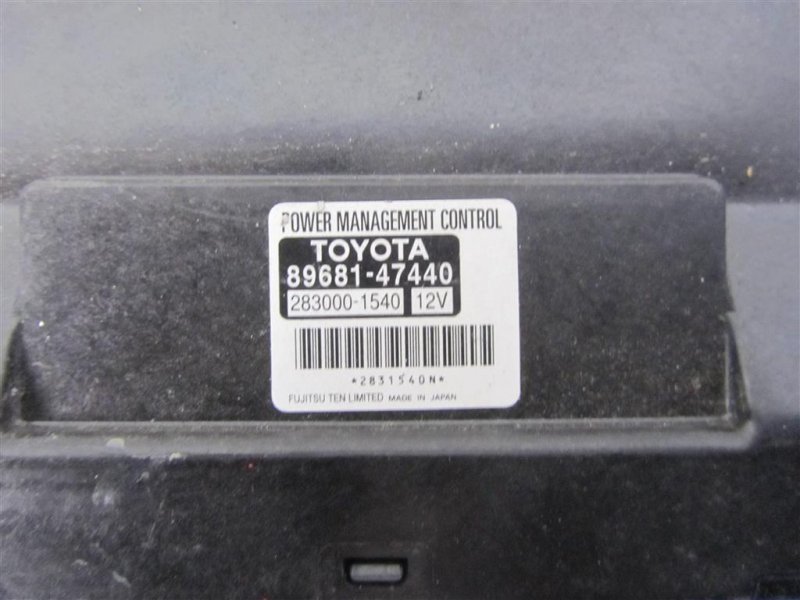 POWER MANAGEMENT CONTROL
TOYOTA
89681-47440
283000-1540 12V
*2831540N*
FUJITSU TEN LIMITED MADE IN JAPAN